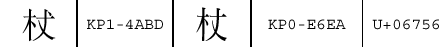 杖 KP1-4ABD 杖 KP0-E6EA U+06756